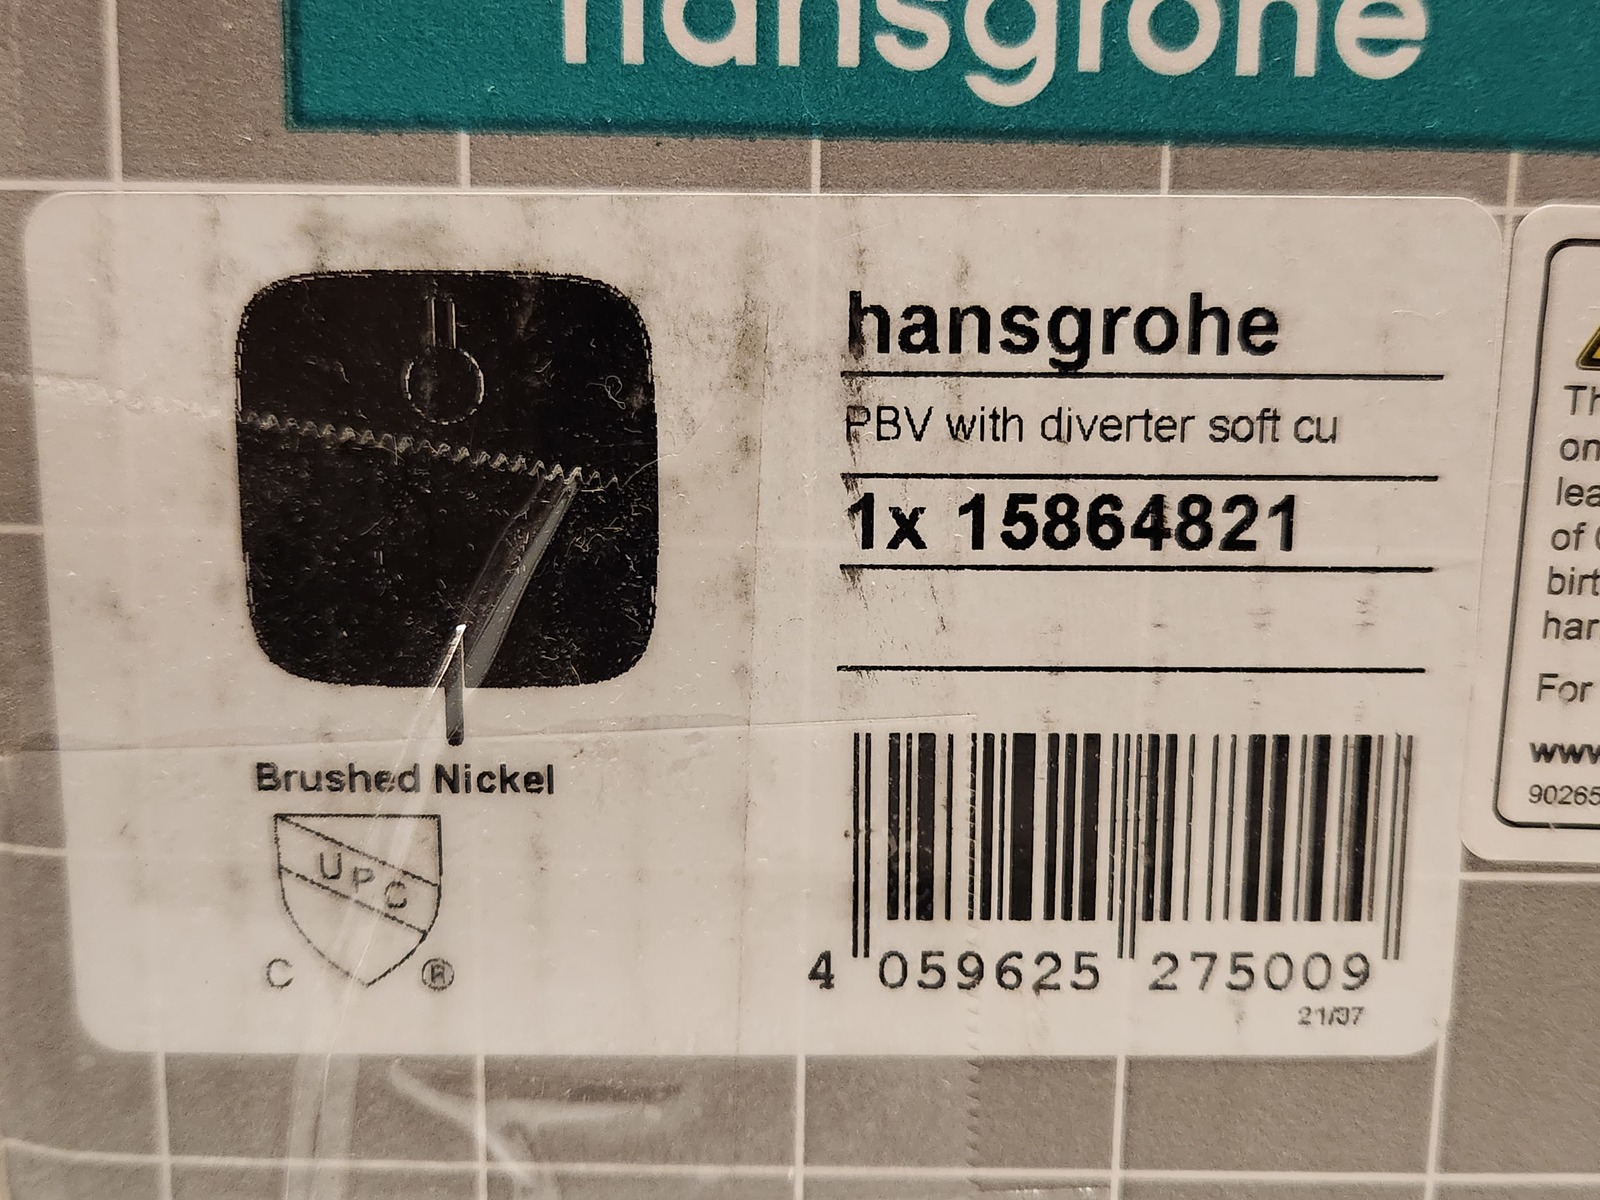 hansgrohe
hansgrohe
PBV with diverter soft cu
1x 15864821
Brushed Nickel
UPC
C ®
4 059625 275009
21/37
Th
on
lea
of
birt
har
For
www
90265